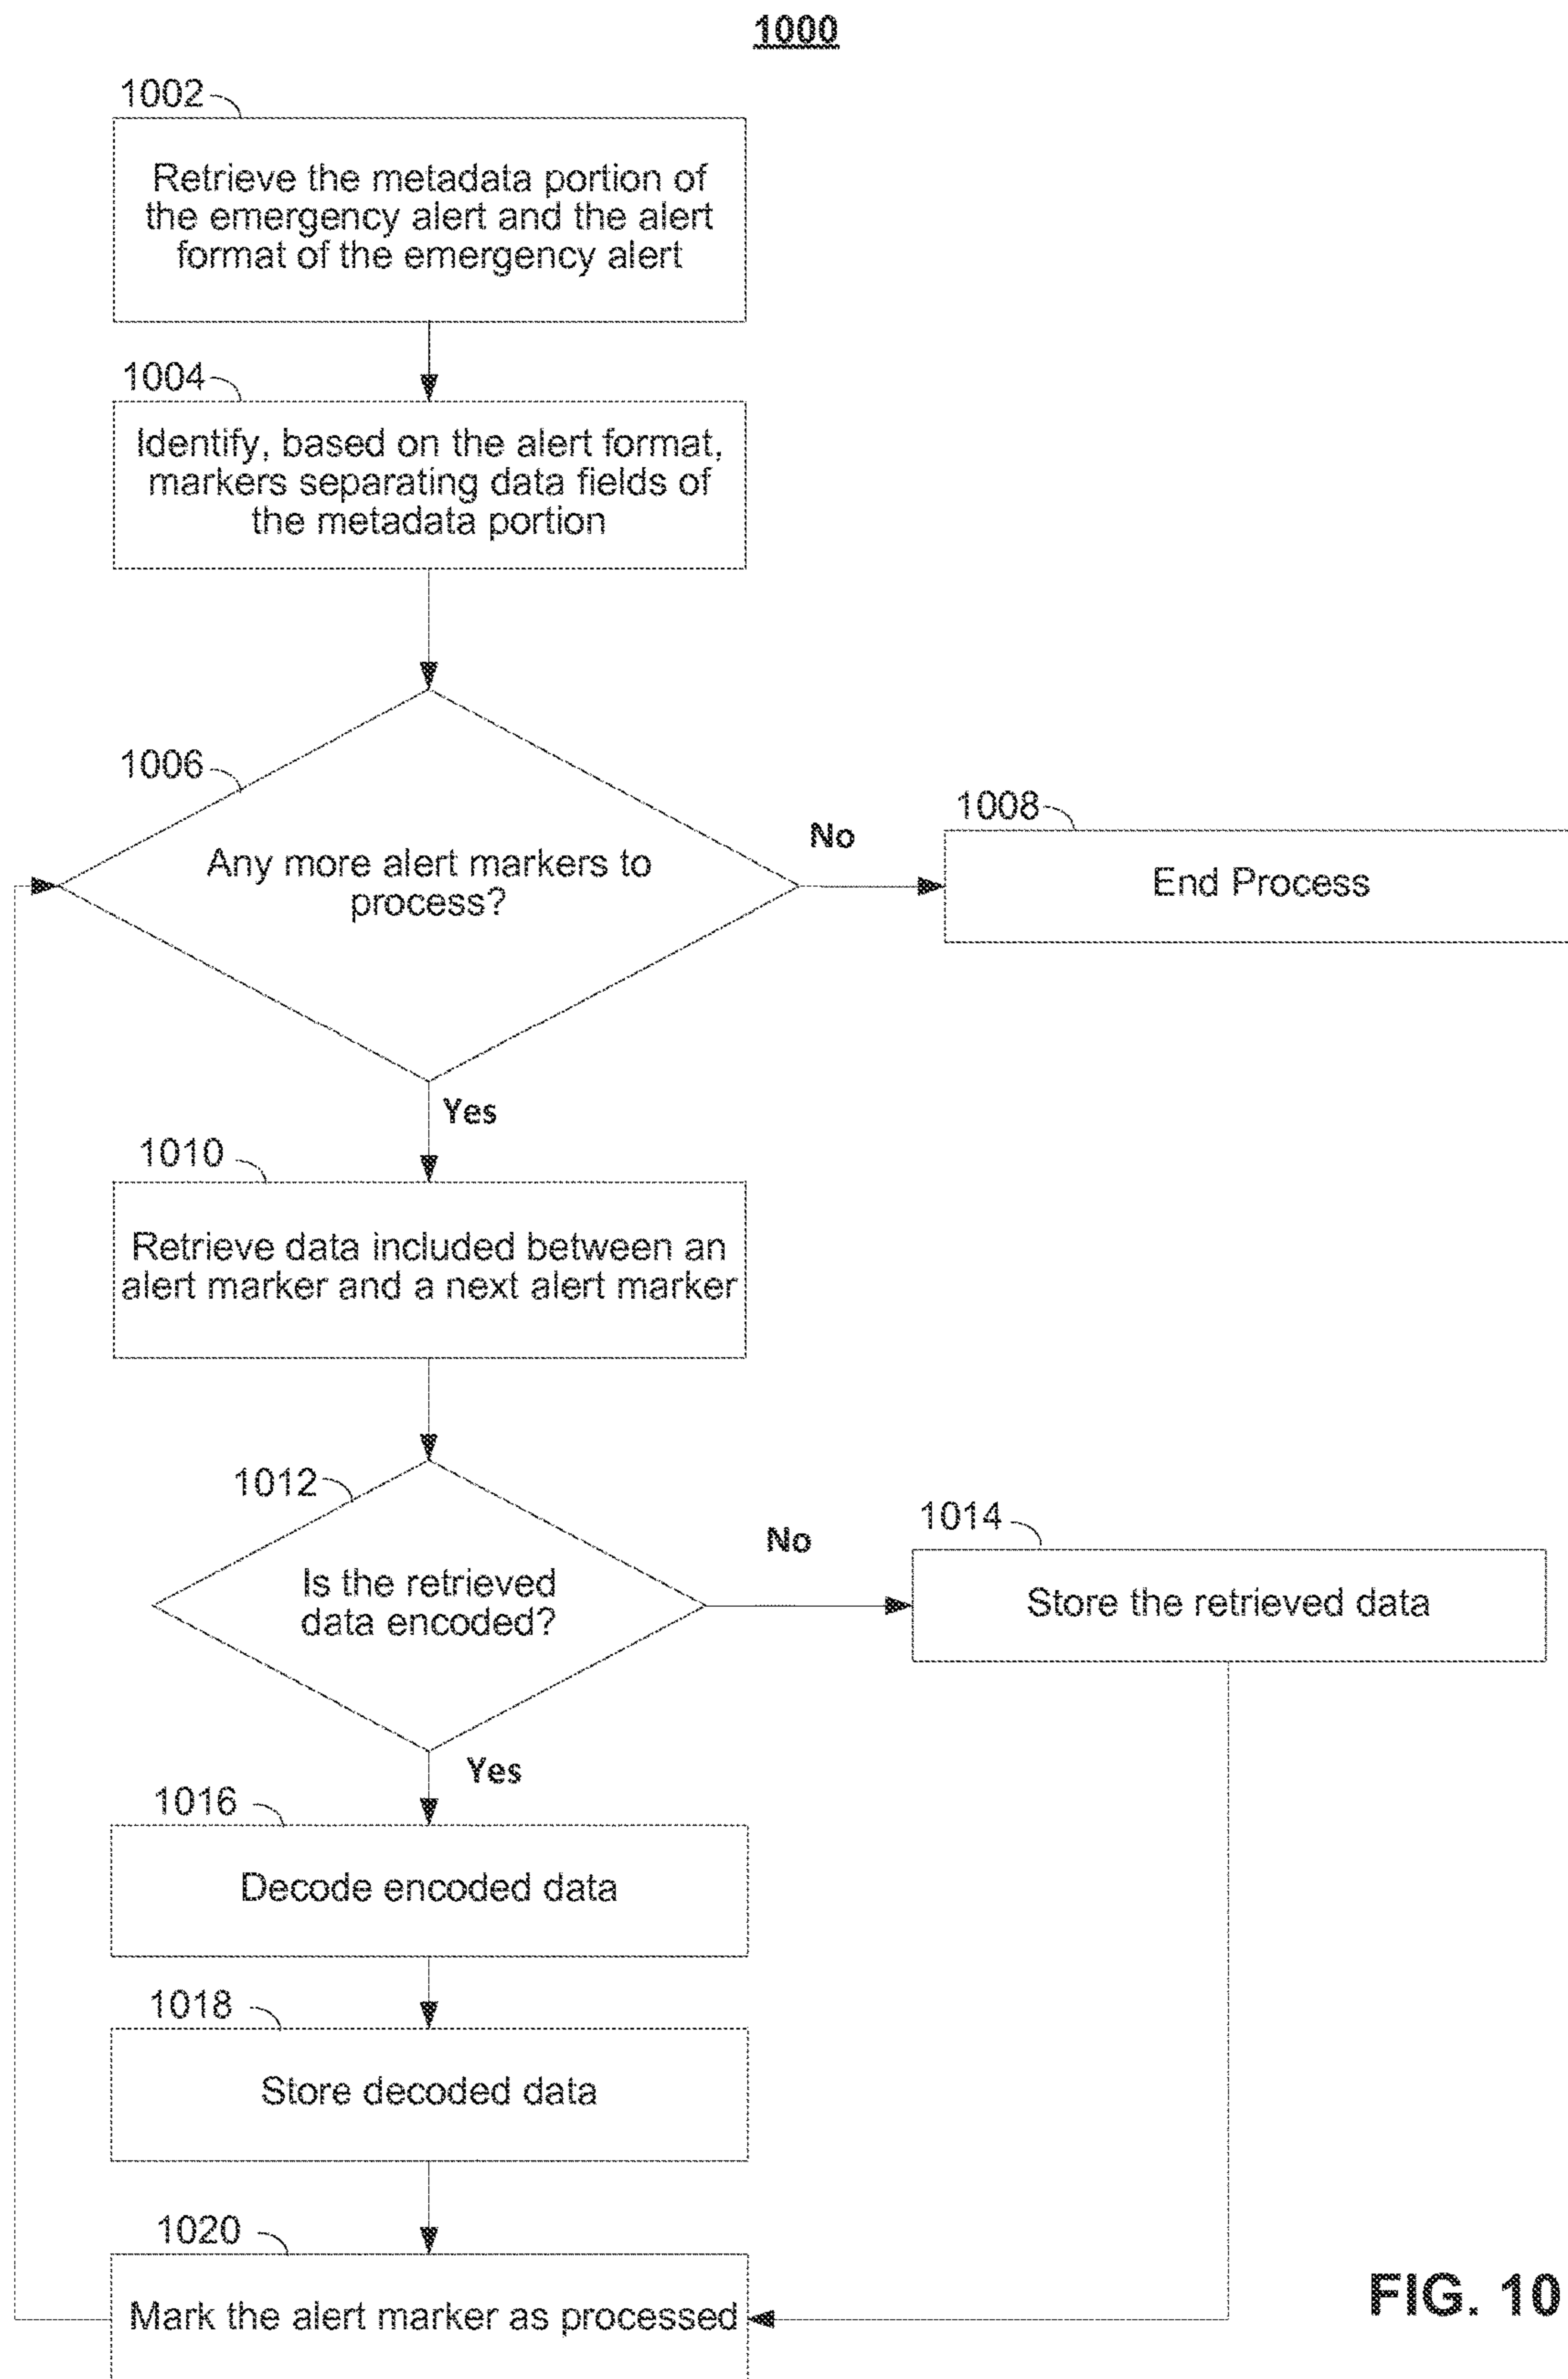 1000
1002
Retrieve the metadata portion of
the emergency alert and the alert
format of the emergency alert
1004
Identify, based on the alert format,
markers separating data fields of
the metadata portion
1006
Any more alert markers to
process?
No
1008
End Process
Yes
1010
Retrieve data included between an
alert marker and a next alert marker
1012
Is the retrieved
data encoded?
No
1014
Store the retrieved data
Yes
1016
Decode encoded data
1018
Store decoded data
1020
Mark the alert marker as processed
FIG. 10